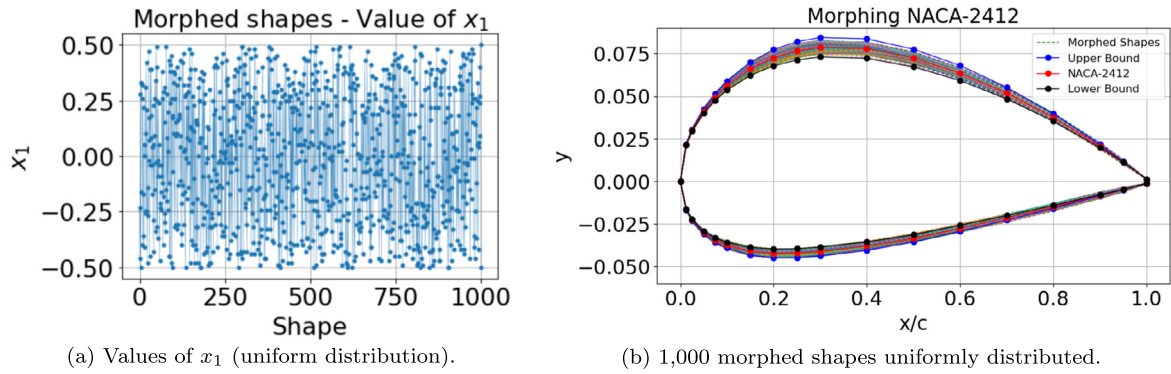 Morphed shapes - Value of x₁
0.50
0.25
0.00
−0.25
−0.50
x₁
0 250 500 750 1000
Shape
(a) Values of x₁ (uniform distribution).
Morphing NACA-2412
Morphed Shapes
Upper Bound
NACA-2412
Lower Bound
0.075
0.050
0.025
0.000
−0.025
−0.050
y
0.0 0.2 0.4 0.6 0.8 1.0
x/c
(b) 1,000 morphed shapes uniformly distributed.